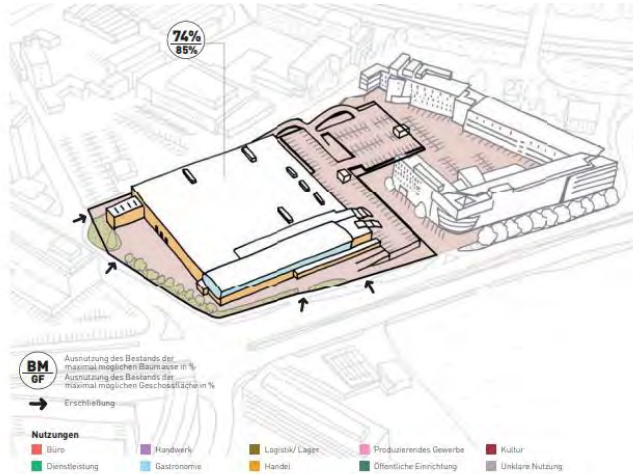 74%
85%
BM
GF
Ausnutzung des Bestands der
maximal möglichen Baumasse in %
Ausnutzung des Bestands der
maximal möglichen Geschossfläche in %
Erschließung
Nutzungen
Büro
Handwerk
Logistik/ Lager
Produzierendes Gewerbe
Kultur
Dienstleistung
Gastronomie
Handel
Öffentliche Einrichtung
Unklare Nutzung